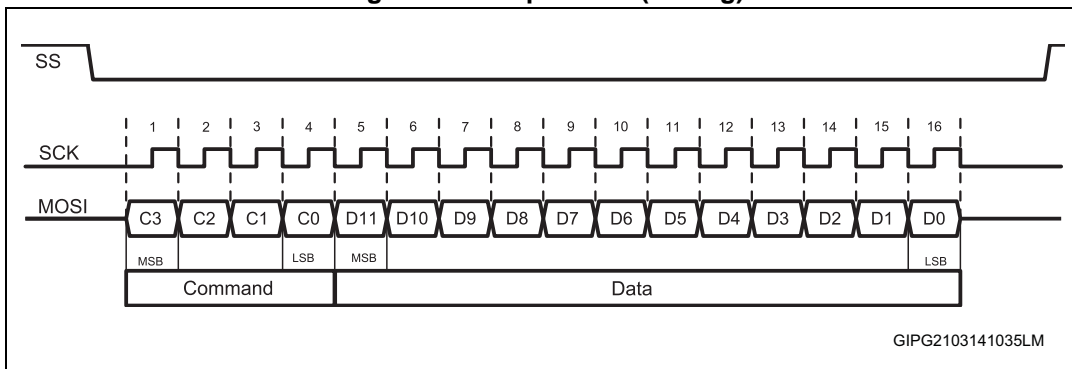 SS
1 2 3 4 5 6 7 8 9 10 11 12 13 14 15 16
SCK
MOSI
C3 C2 C1 C0 D11 D10 D9 D8 D7 D6 D5 D4 D3 D2 D1 D0
MSB LSB MSB LSB
Command Data
GIPG2103141035LM